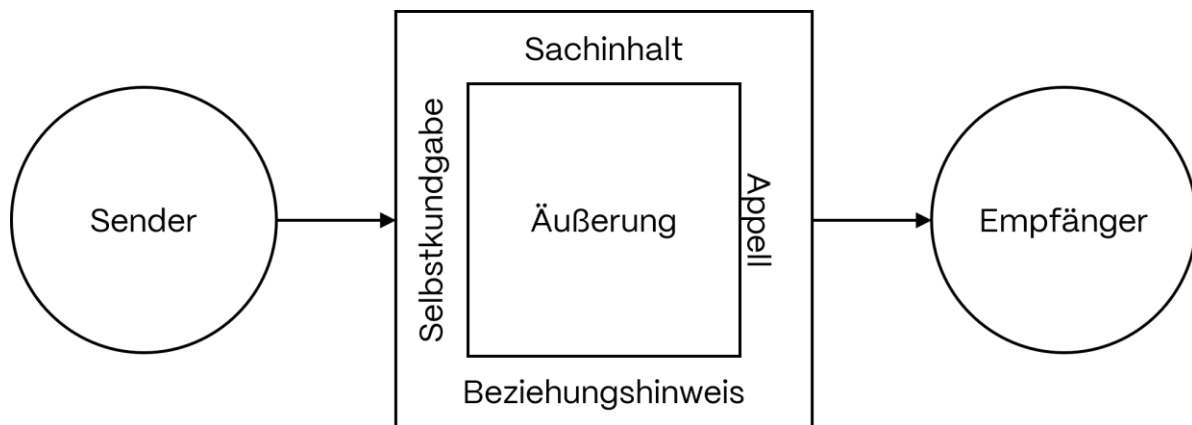 Sachinhalt
Sender
Selbstkundgabe
Äußerung
Appell
Empfänger
Beziehungshinweis